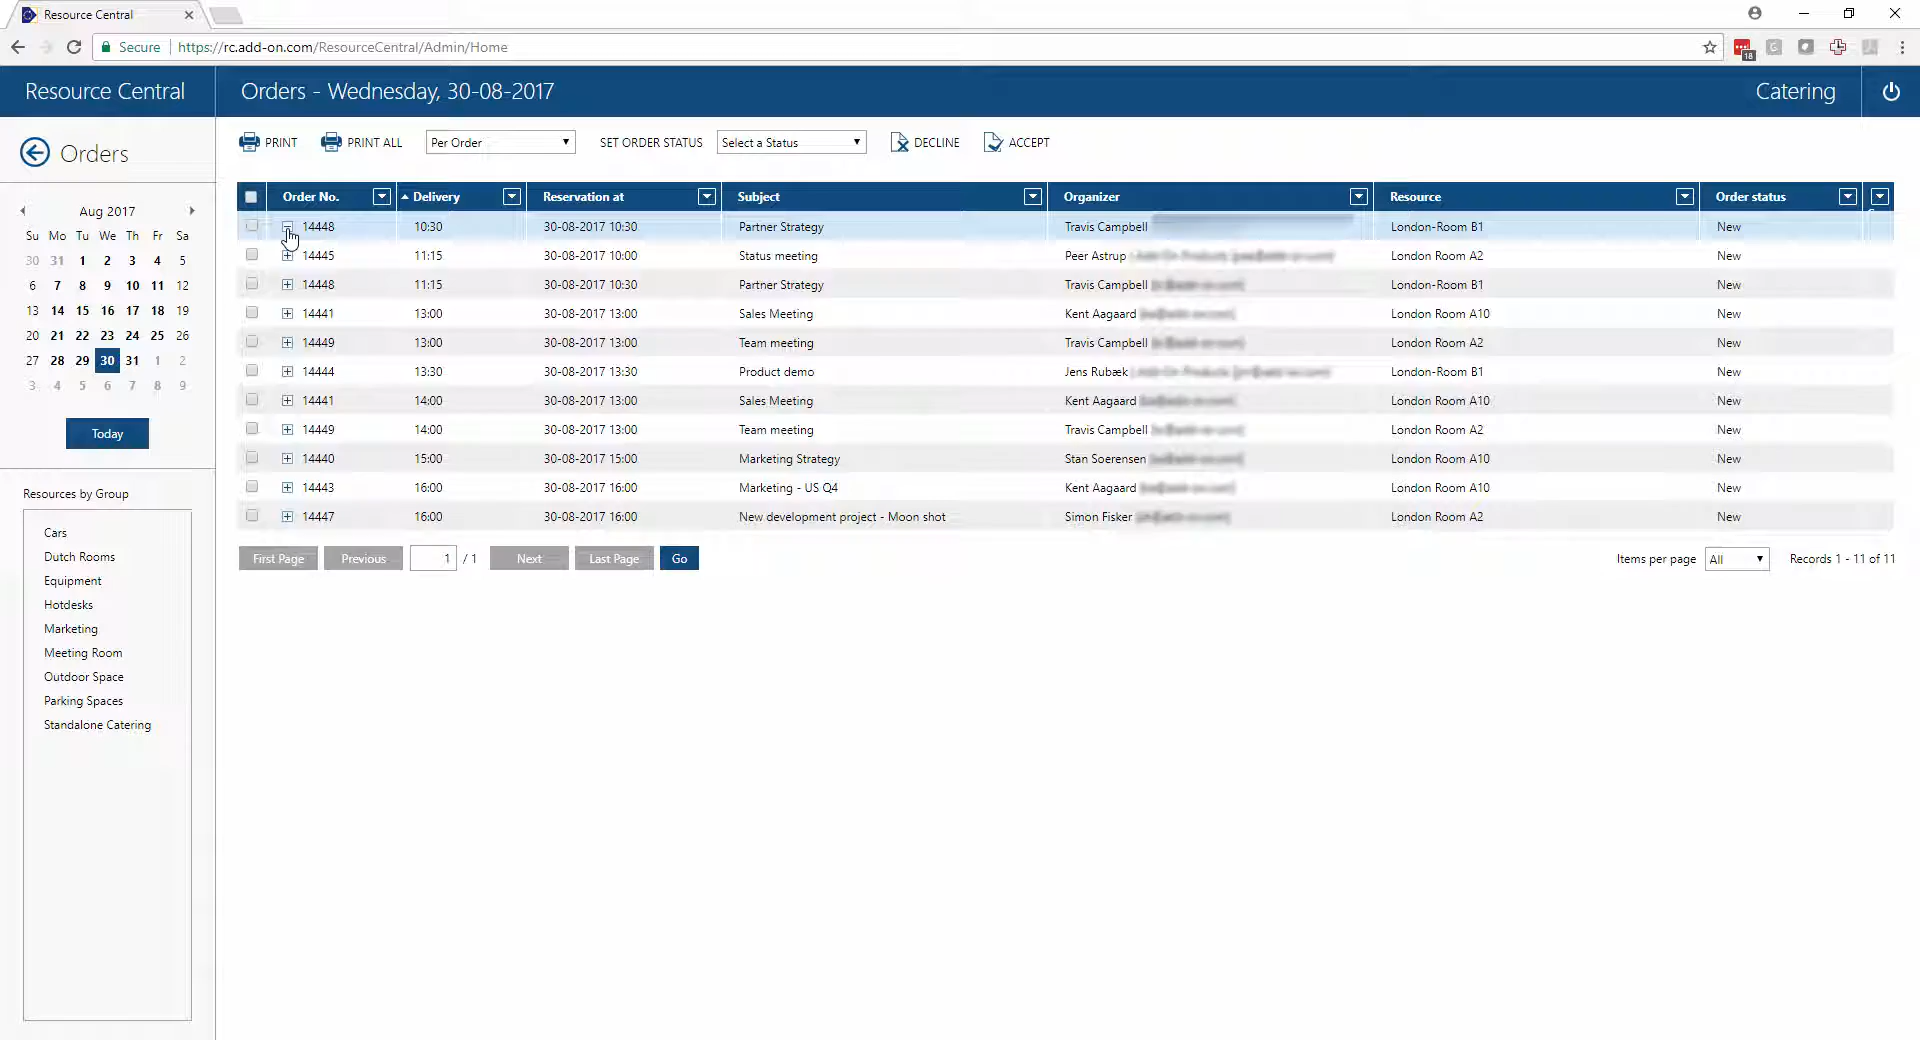 Resource Central
Secure https://rc.add-on.com/ResourceCentral/Admin/Home
18
Resource Central
Orders - Wednesday, 30-08-2017
Catering
Orders
PRINT PRINT ALL Per Order SET ORDER STATUS Select a Status DECLINE ACCEPT
Aug 2017
Su Mo Tu We Th Fr Sa
30 31 1 2 3 4 5
6 7 8 9 10 11 12
13 14 15 16 17 18 19
20 21 22 23 24 25 26
27 28 29 30 31 1 2
3 4 5 6 7 8 9
Today
Resources by Group
Cars
Dutch Rooms
Equipment
Hotdesks
Marketing
Meeting Room
Outdoor Space
Parking Spaces
Standalone Catering
Order No. Delivery Reservation at Subject Organizer Resource Order status
14448 10:30 30-08-2017 10:30 Partner Strategy Travis Campbell London-Room B1 New
14445 11:15 30-08-2017 10:00 Status meeting Peer Astrup London Room A2 New
14448 11:15 30-08-2017 10:30 Partner Strategy Travis Campbell London-Room B1 New
14441 13:00 30-08-2017 13:00 Sales Meeting Kent Aagaard London Room A10 New
14449 13:00 30-08-2017 13:00 Team meeting Travis Campbell London Room A2 New
14444 13:30 30-08-2017 13:30 Product demo Jens Rubæk London-Room B1 New
14441 14:00 30-08-2017 13:00 Sales Meeting Kent Aagaard London Room A10 New
14449 14:00 30-08-2017 13:00 Team meeting Travis Campbell London Room A2 New
14440 15:00 30-08-2017 15:00 Marketing Strategy Stan Soerensen London Room A10 New
14443 16:00 30-08-2017 16:00 Marketing - US Q4 Kent Aagaard London Room A10 New
14447 16:00 30-08-2017 16:00 New development project - Moon shot Simon Fisker London Room A2 New
First Page Previous 1 / 1 Next Last Page Go
Items per page All Records 1 - 11 of 11